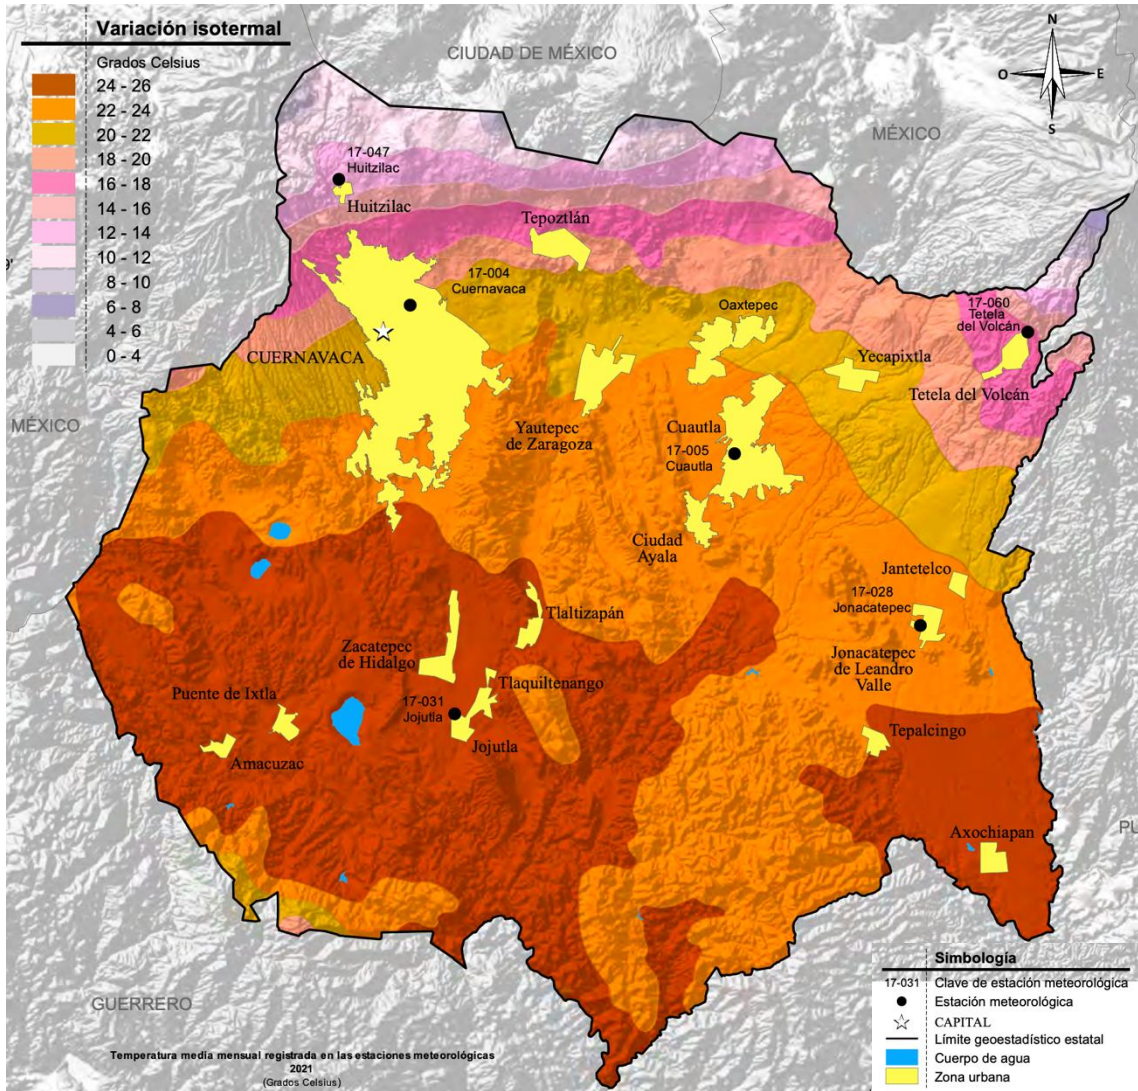 Variación isotermal
Grados Celsius
24 - 26
22 - 24
20 - 22
18 - 20
16 - 18
14 - 16
12 - 14
10 - 12
8 - 10
6 - 8
4 - 6
0 - 4
CIUDAD DE MÉXICO
MÉXICO
N
O
E
S
17-047
Huitzilac
Huitzilac
Tepoztlán
9'
17-004
Cuernavaca
CUERNAVACA
Oaxtepec
17-060
Tetela
del Volcán
Yecapixtla
Tetela del Volcán
MÉXICO
Yautepec
de Zaragoza
Cuautla
17-005
Cuautla
Ciudad
Ayala
Jantetelco
17-028
Jonacatepec
Jonacatepec
de Leandro
Valle
Tlaltizapán
Zacatepec
de Hidalgo
Tlaquiltenango
Puente de Ixtla
17-031
Jojutla
Jojutla
Amacuzac
Tepalcingo
Axochiapan
PU
GUERRERO
Temperatura media mensual registrada en las estaciones meteorológicas
2021
(Grados Celsius)
Simbología
17-031 Clave de estación meteorológica
Estación meteorológica
CAPITAL
Límite geoestadístico estatal
Cuerpo de agua
Zona urbana